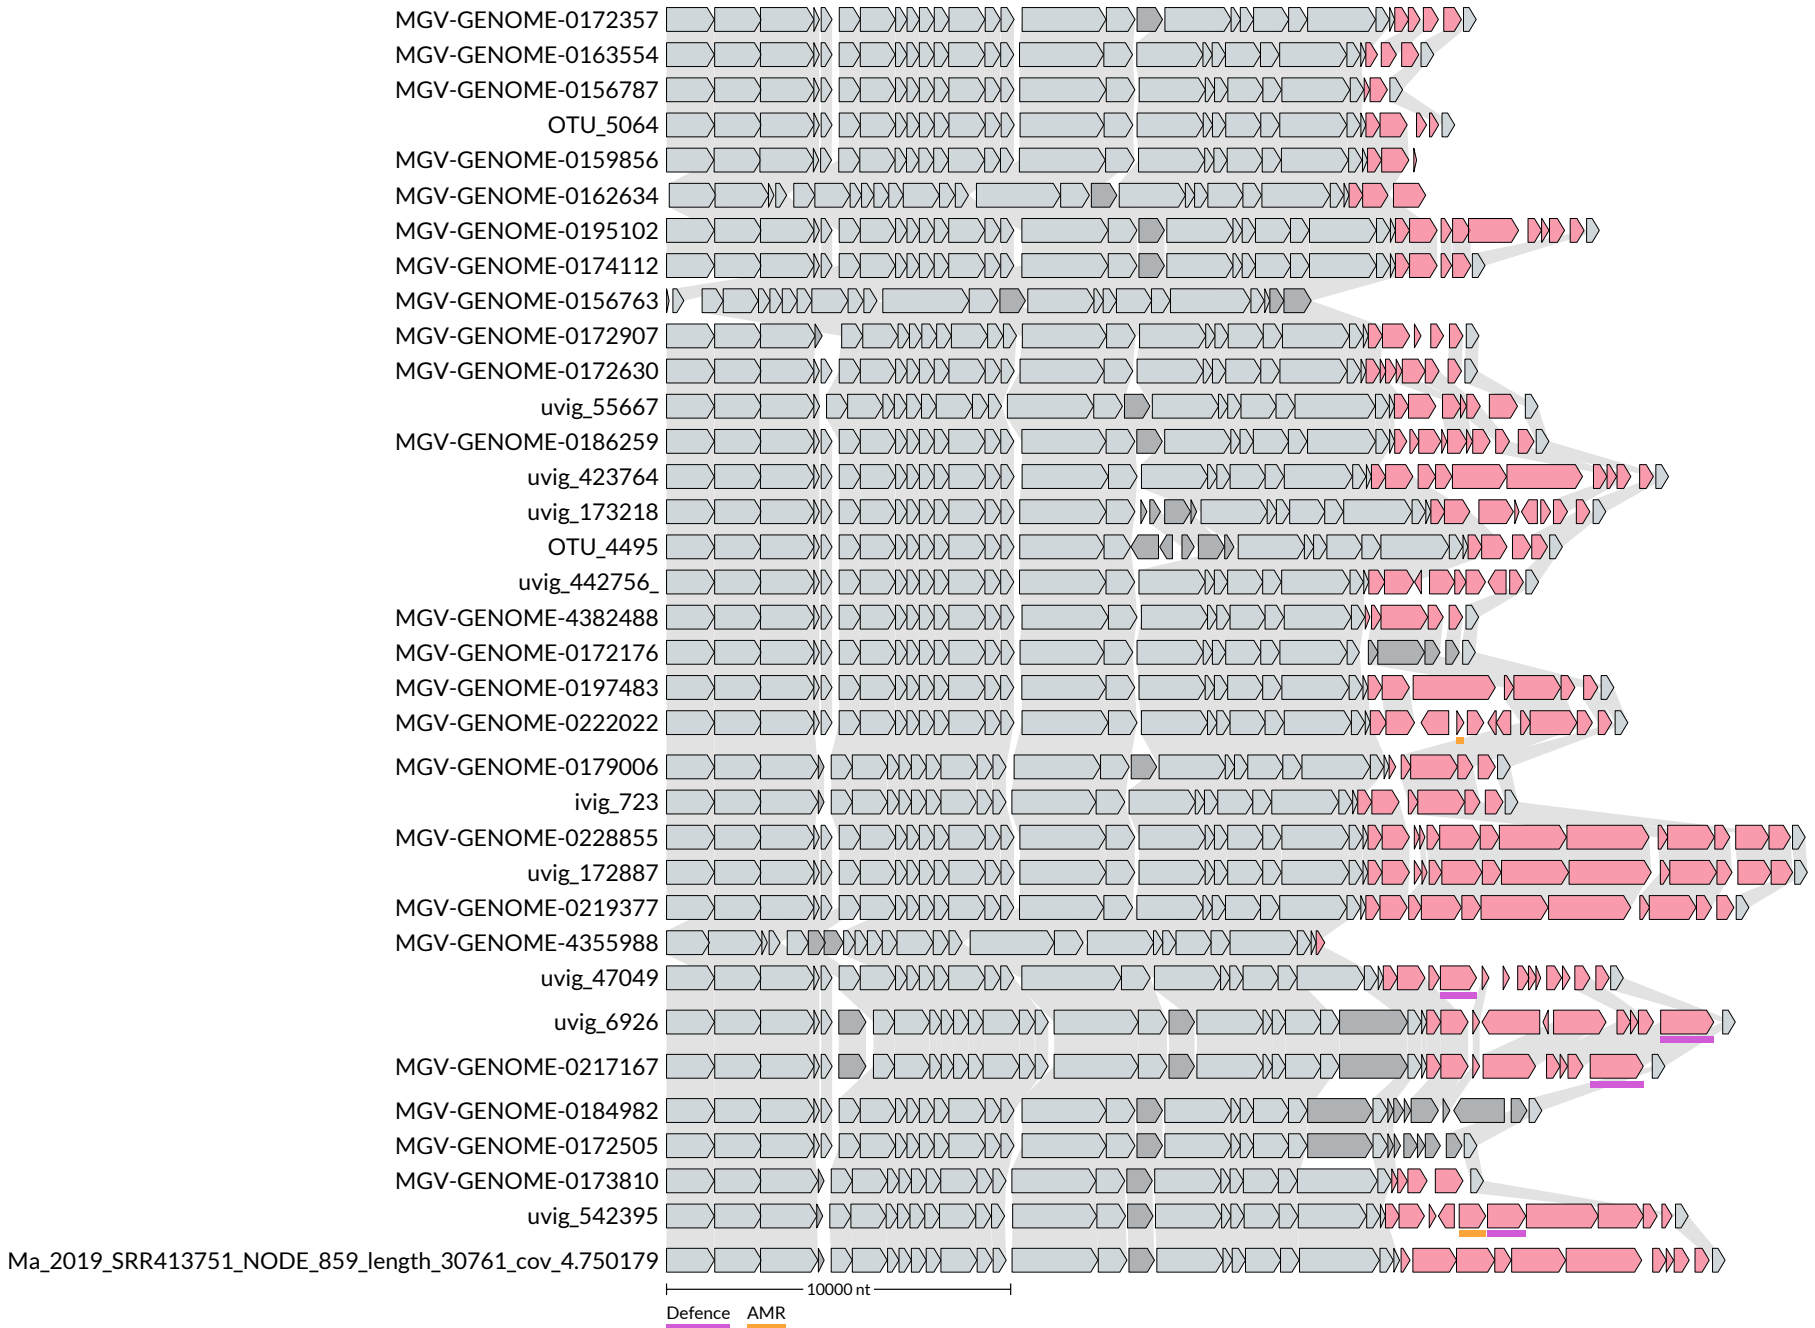 MGV-GENOME-0172357
MGV-GENOME-0163554
MGV-GENOME-0156787
OTU_5064
MGV-GENOME-0159856
MGV-GENOME-0162634
MGV-GENOME-0195102
MGV-GENOME-0174112
MGV-GENOME-0156763
MGV-GENOME-0172907
MGV-GENOME-0172630
uvig_55667
MGV-GENOME-0186259
uvig_423764
uvig_173218
OTU_4495
uvig_442756_
MGV-GENOME-4382488
MGV-GENOME-0172176
MGV-GENOME-0197483
MGV-GENOME-0222022
MGV-GENOME-0179006
ivig_723
MGV-GENOME-0228855
uvig_172887
MGV-GENOME-0219377
MGV-GENOME-4355988
uvig_47049
uvig_6926
MGV-GENOME-0217167
MGV-GENOME-0184982
MGV-GENOME-0172505
MGV-GENOME-0173810
uvig_542395
Ma_2019_SRR413751_NODE_859_length_30761_cov_4.750179
10000 nt
Defence AMR